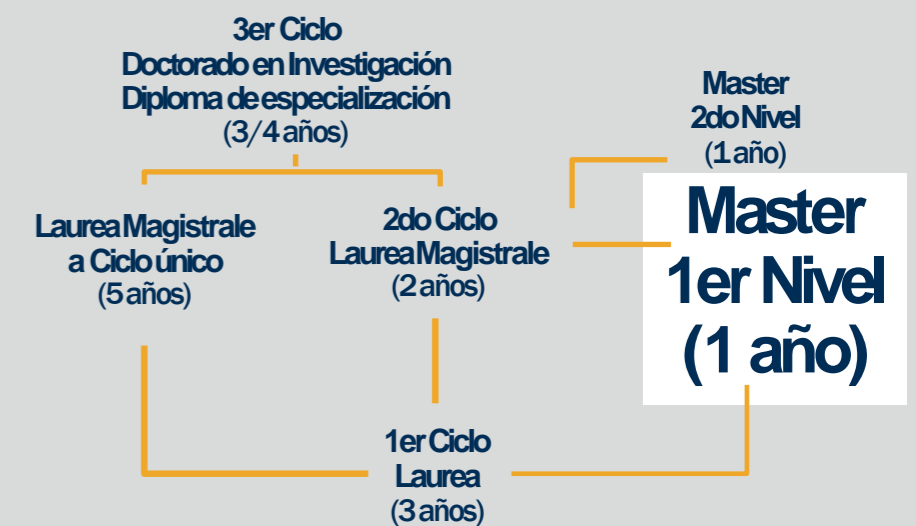 3er Ciclo
Doctorado en Investigación
Diploma de especialización
(3/4 años)
Master
2do Nivel
(1 año)
Laurea Magistrale
a Ciclo único
(5 años)
2do Ciclo
Laurea Magistrale
(2 años)
Master
1er Nivel
(1 año)
1er Ciclo
Laurea
(3 años)